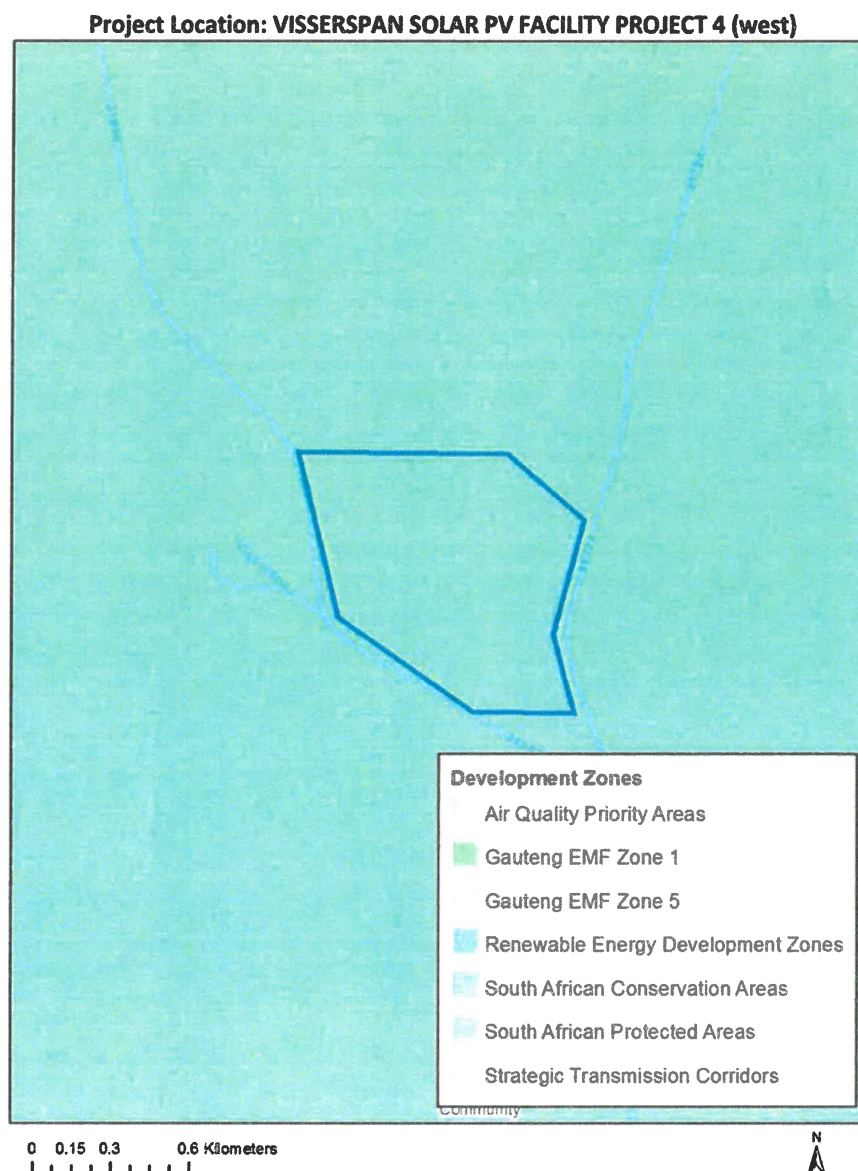 Project Location: VISSERSPAN SOLAR PV FACILITY PROJECT 4 (west)
Development Zones
Air Quality Priority Areas
Gauteng EMF Zone 1
Gauteng EMF Zone 5
Renewable Energy Development Zones
South African Conservation Areas
South African Protected Areas
Strategic Transmission Corridors
Community
0 0.15 0.3 0.6 Kilometers
N